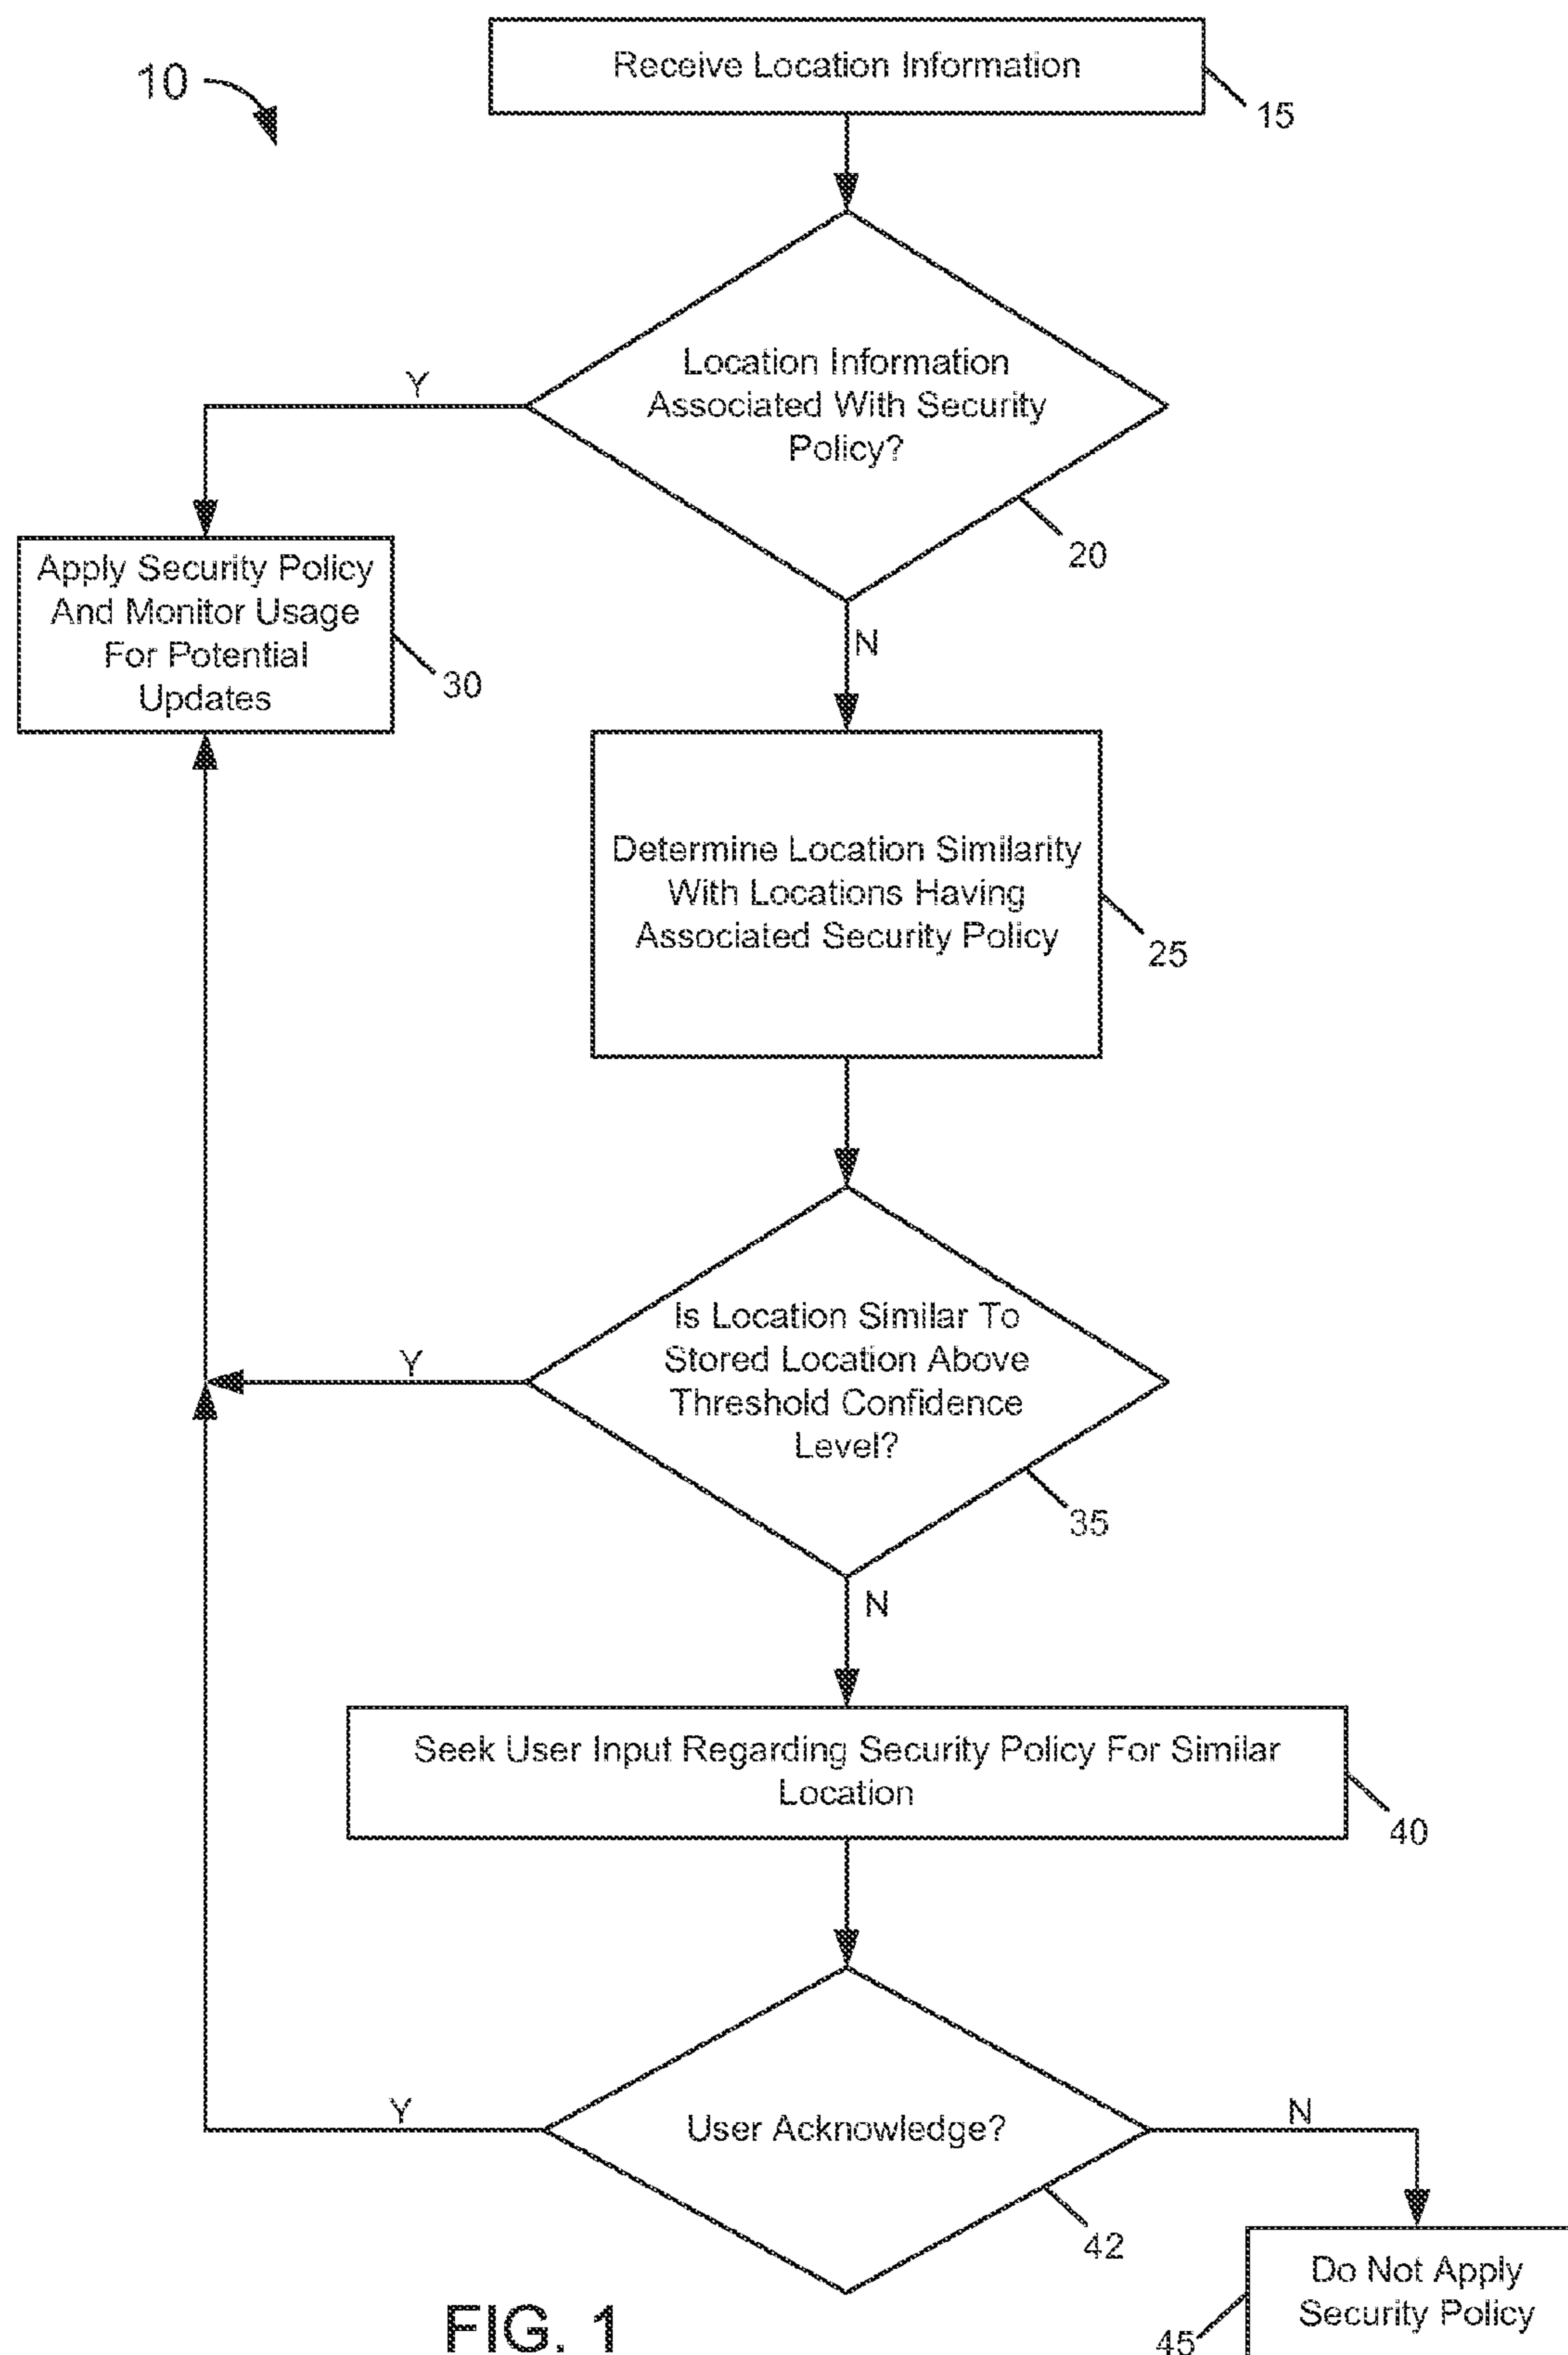 10
Receive Location Information
15
Location Information
Associated With Security
Policy?
Y
20
N
Apply Security Policy
And Monitor Usage
For Potential
Updates
30
Determine Location Similarity
With Locations Having
Associated Security Policy
25
Is Location Similar To
Stored Location Above
Threshold Confidence
Level?
Y
35
N
Seek User Input Regarding Security Policy For Similar
Location
40
User Acknowledge?
Y
N
42
Do Not Apply
Security Policy
45
FIG. 1